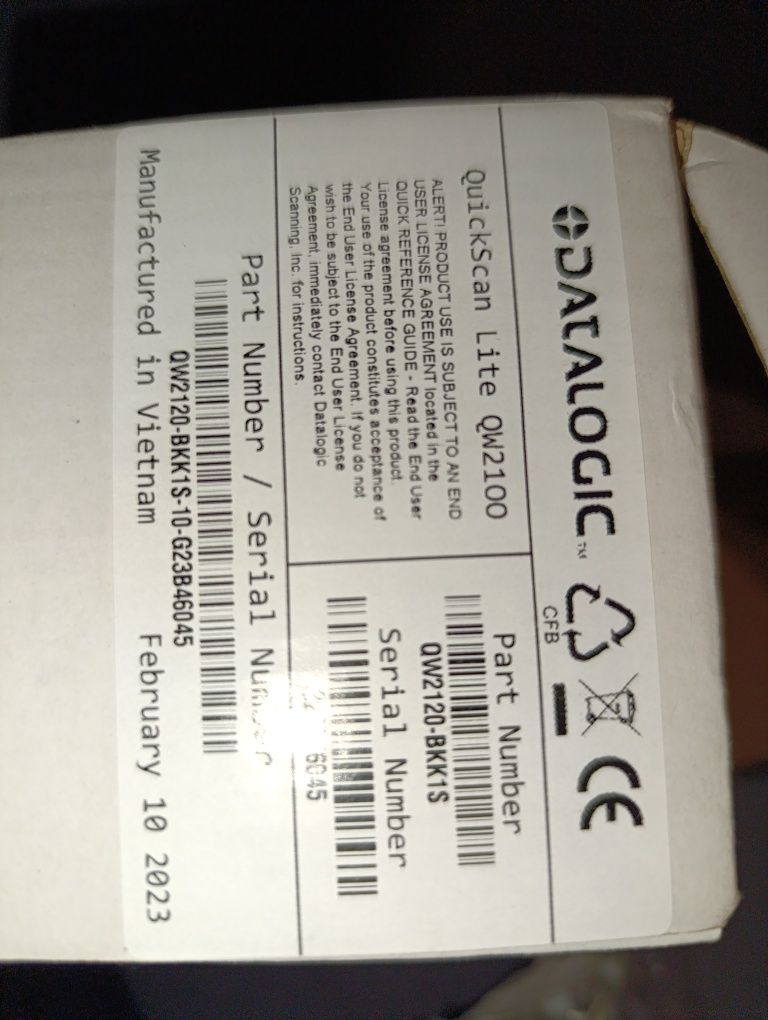 DATALOGIC™
CFB
CE
QuickScan Lite QW2100
ALERT! PRODUCT USE IS SUBJECT TO AN END
USER LICENSE AGREEMENT located in the
QUICK REFERENCE GUIDE - Read the End User
License agreement before using this product.
Your use of the product constitutes acceptance of
the End User License Agreement. If you do not
wish to be subject to the End User License
Agreement, immediately contact Datalogic
Scanning, Inc. for instructions.
Part Number
QW2120-BKK1S
Serial Number
6045
Part Number / Serial Number
QW2120-BKK1S-10-G23B46045
Manufactured in Vietnam February 10 2023